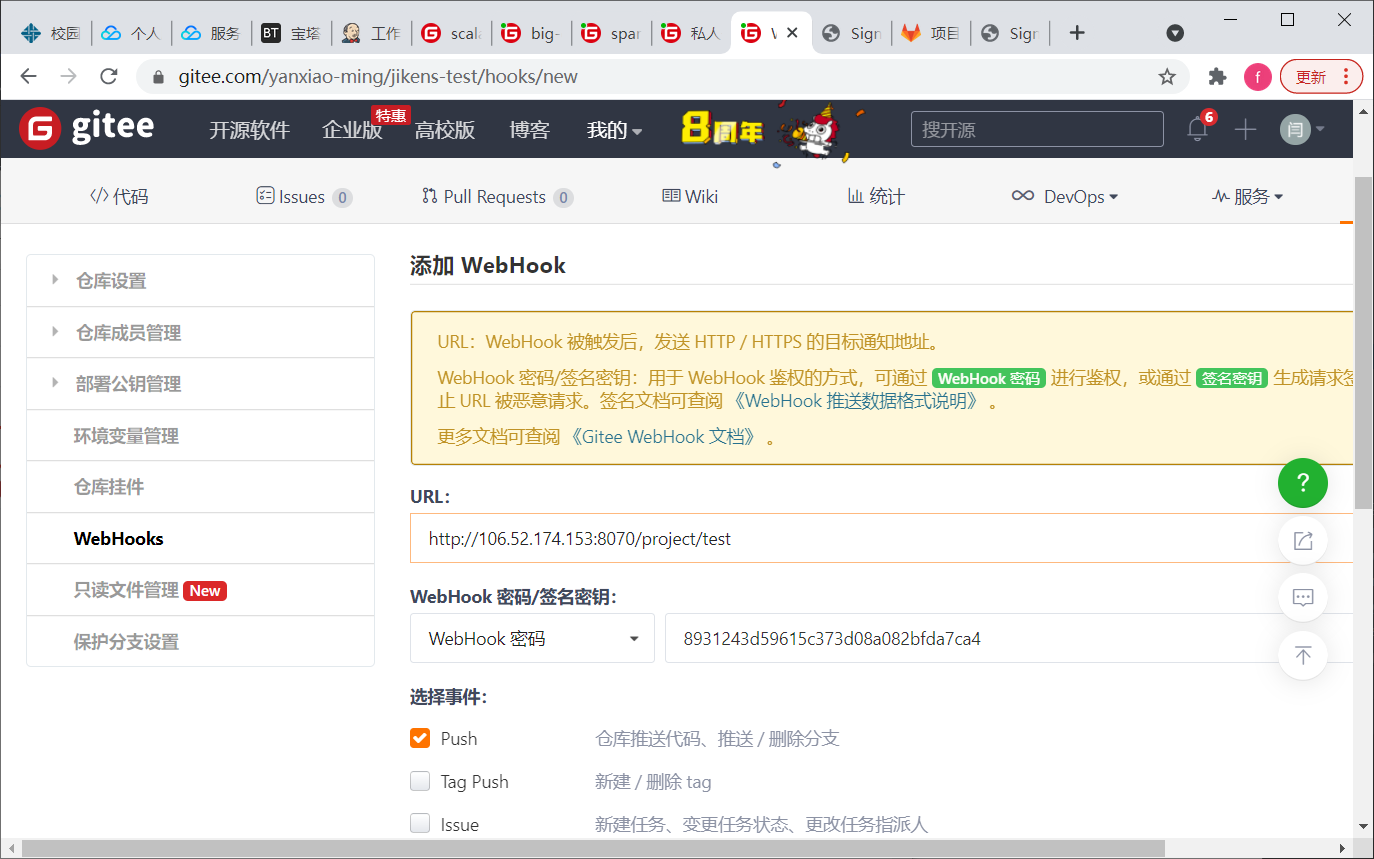 校园
个人
服务
BT 宝塔
工作
scala
big-
spar
私人
Sign
项目
Sign
gitee.com/yanxiao-ming/jikens-test/hooks/new
f
更新
gitee
开源软件
企业版
特惠
高校版
博客
我的
8周年
搜开源
6
闫
代码
Issues 0
Pull Requests 0
Wiki
统计
DevOps
服务
仓库设置
仓库成员管理
部署公钥管理
环境变量管理
仓库挂件
WebHooks
只读文件管理 New
保护分支设置
添加 WebHook
URL：WebHook 被触发后，发送 HTTP / HTTPS 的目标通知地址。
WebHook 密码/签名密钥：用于 WebHook 鉴权的方式，可通过 WebHook 密码 进行鉴权，或通过 签名密钥 生成请求签
止 URL 被恶意请求。签名文档可查阅《WebHook 推送数据格式说明》 。
更多文档可查阅《Gitee WebHook 文档》 。
URL：
http://106.52.174.153:8070/project/test
WebHook 密码/签名密钥：
WebHook 密码
8931243d59615c373d08a082bfda7ca4
选择事件：
Push 仓库推送代码、推送 / 删除分支
Tag Push 新建 / 删除 tag
Issue 新建任务、变更任务状态、更改任务指派人